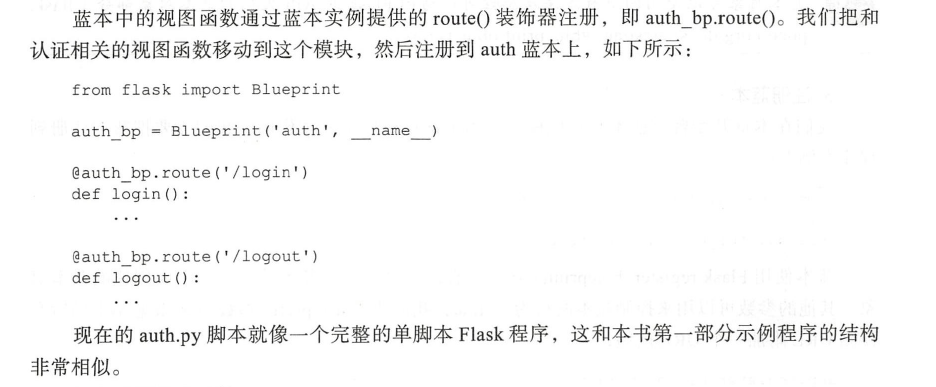 蓝本中的视图函数通过蓝本实例提供的 route() 装饰器注册，即 auth_bp.route()。我们把和
认证相关的视图函数移动到这个模块，然后注册到 auth 蓝本上，如下所示：
from flask import Blueprint
auth_bp = Blueprint('auth', __name__)
@auth_bp.route('/login')
def login():
...
@auth_bp.route('/logout')
def logout():
...
现在的 auth.py 脚本就像一个完整的单脚本 Flask 程序，这和本书第一部分示例程序的结构
非常相似。